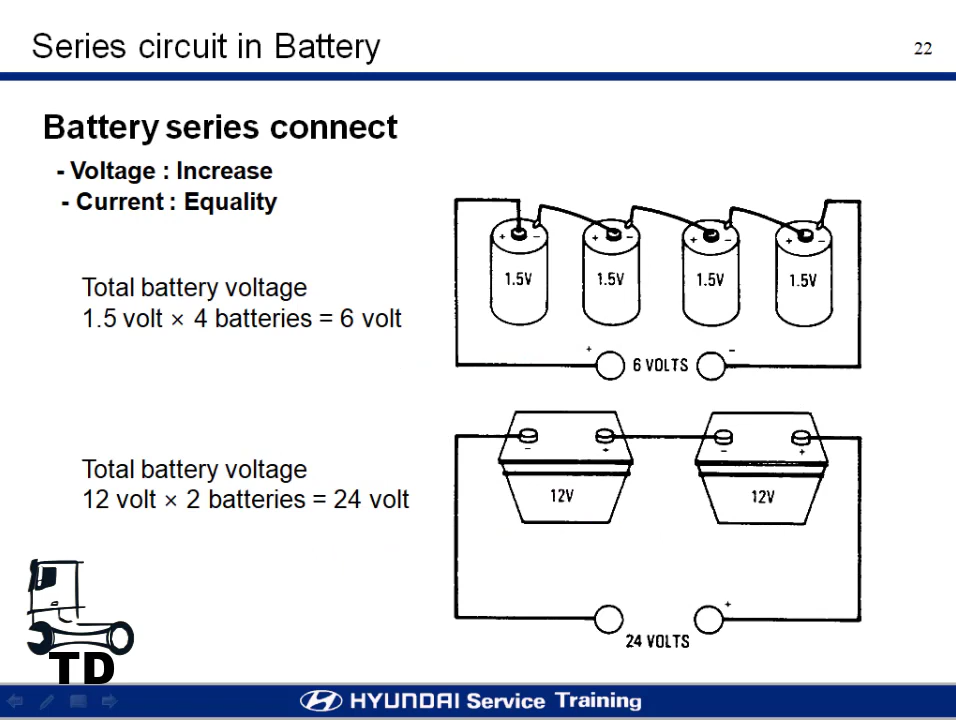 Series circuit in Battery
22
Battery series connect
- Voltage : Increase
- Current : Equality
Total battery voltage
1.5 volt × 4 batteries = 6 volt
+ - + - + - + -
1.5V 1.5V 1.5V 1.5V
+ 6 VOLTS -
Total battery voltage
12 volt × 2 batteries = 24 volt
- + - +
12V 12V
+
24 VOLTS
TD
HYUNDAI Service Training